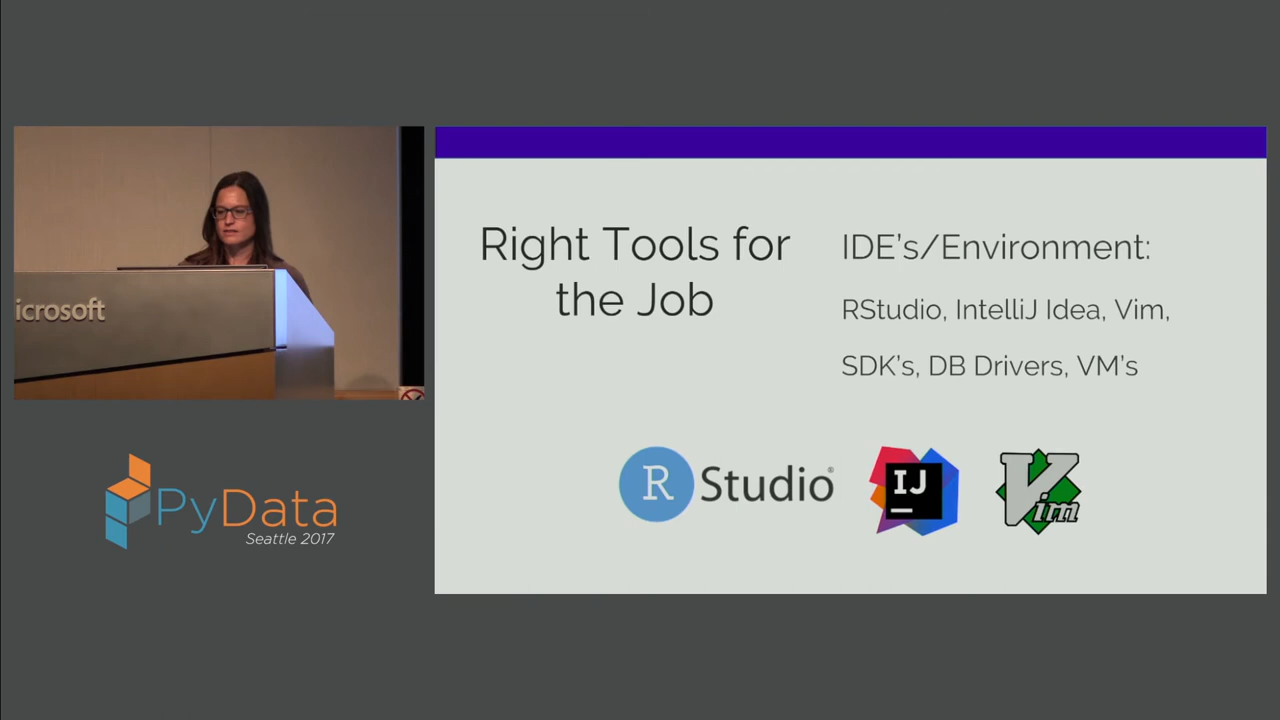 icrosoft
PyData
Seattle 2017
Right Tools for
the Job
IDE's/Environment:
RStudio, IntelliJ Idea, Vim,
SDK's, DB Drivers, VM's
R Studio®
IJ
Vim